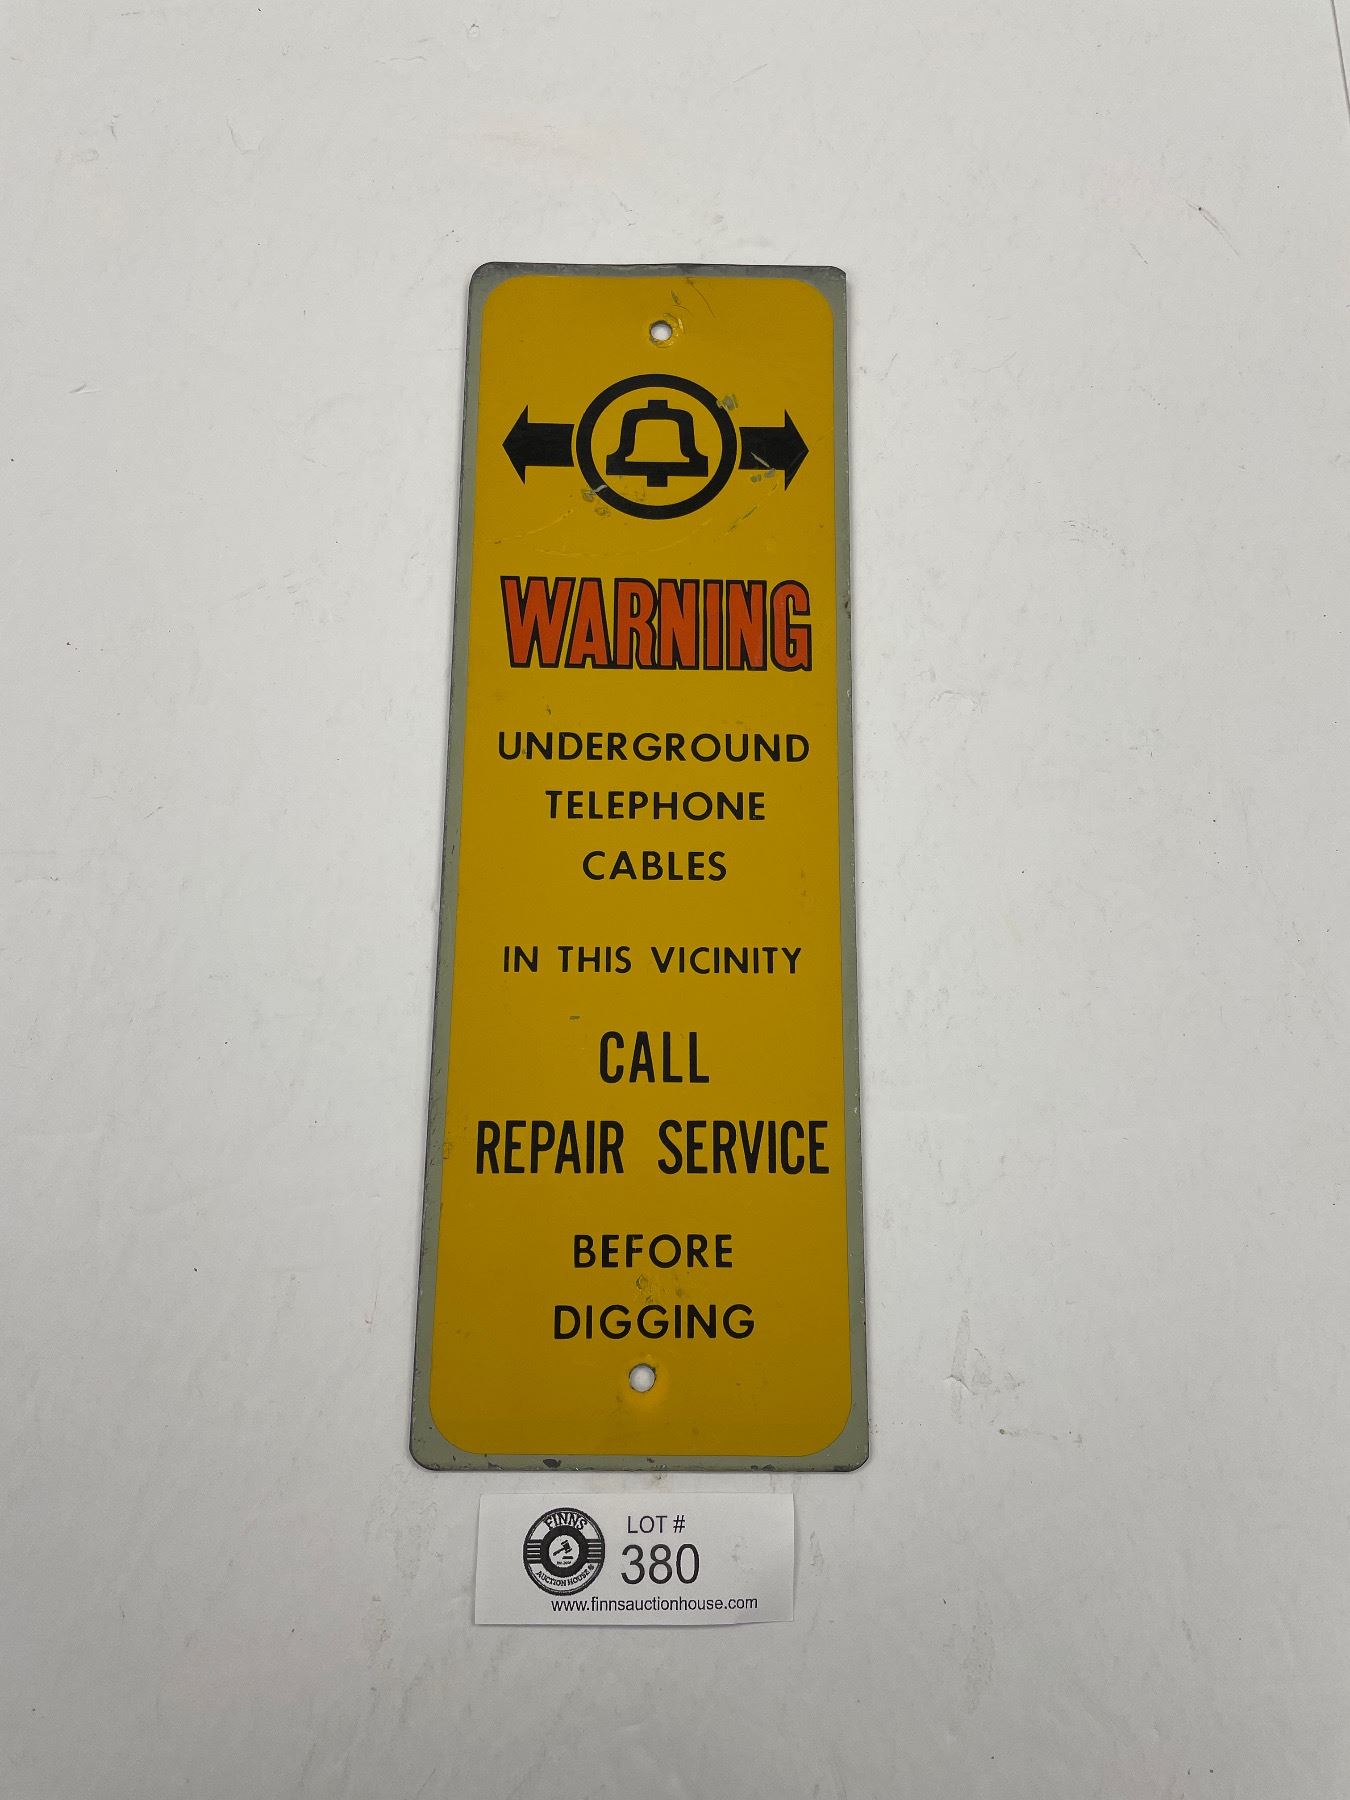 WARNING
UNDERGROUND
TELEPHONE
CABLES
IN THIS VICINITY
CALL
REPAIR SERVICE
BEFORE
DIGGING
FINNS
AUCTION HOUSE
LOT #
380
www.finnsauctionhouse.com